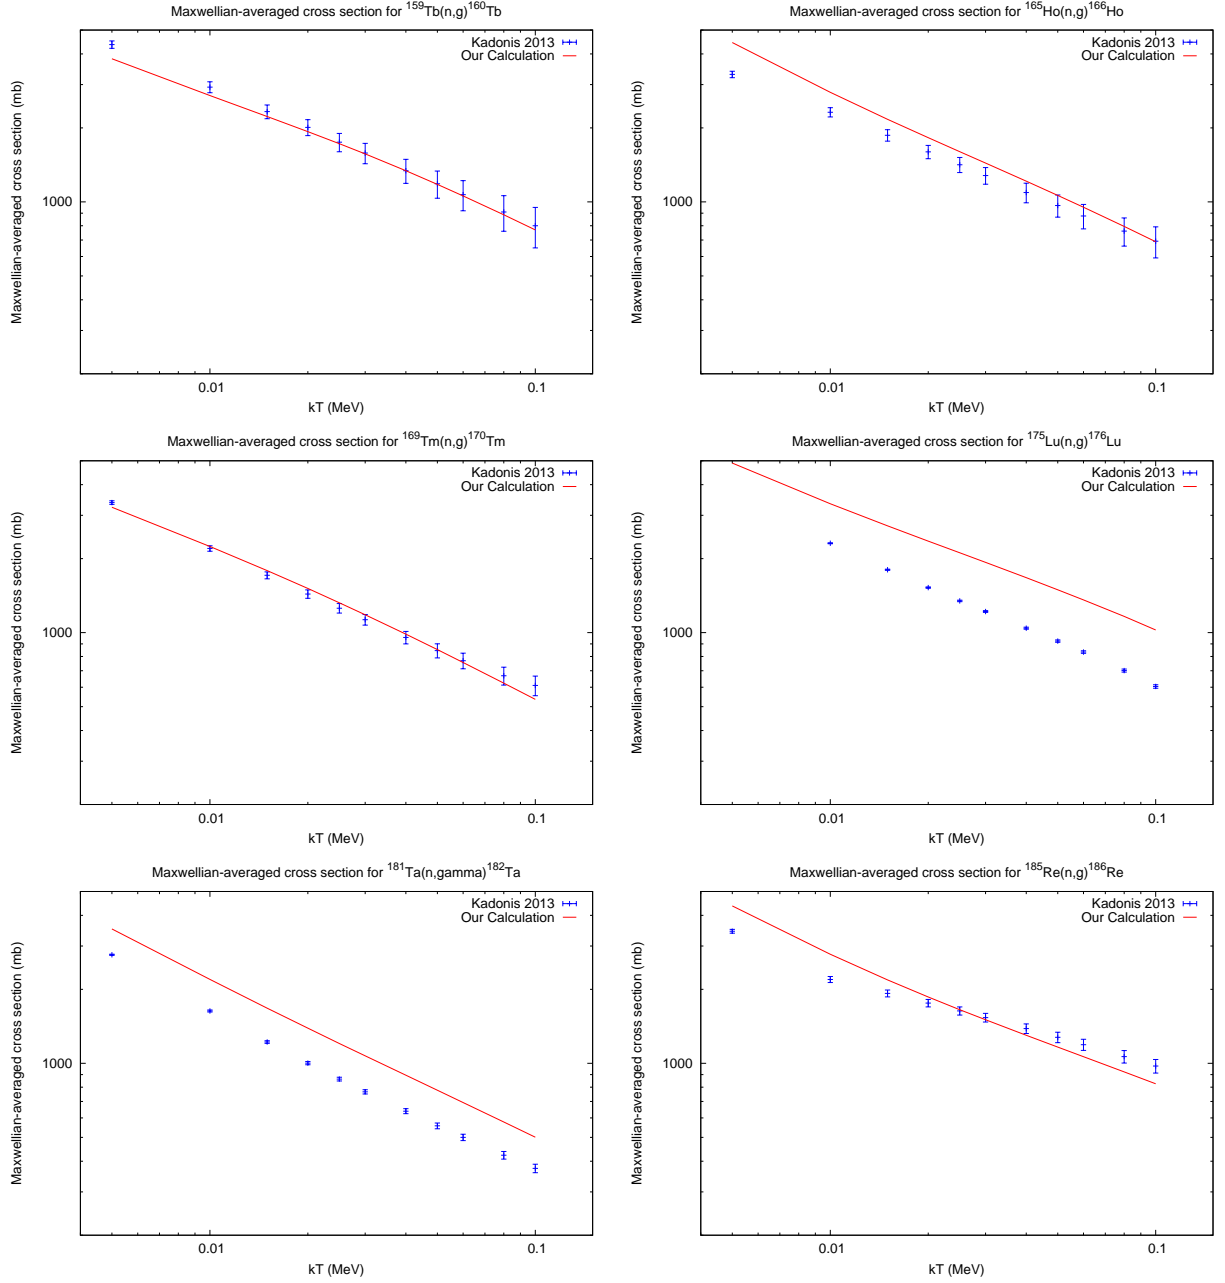 Maxwellian-averaged cross section for ¹⁵⁹Tb(n,g)¹⁶⁰Tb
Maxwellian-averaged cross section (mb)
Kadonis 2013
Our Calculation
1000
0.01
0.1
kT (MeV)
Maxwellian-averaged cross section for ¹⁶⁵Ho(n,g)¹⁶⁶Ho
Maxwellian-averaged cross section (mb)
Kadonis 2013
Our Calculation
1000
0.01
0.1
kT (MeV)
Maxwellian-averaged cross section for ¹⁶⁹Tm(n,g)¹⁷⁰Tm
Maxwellian-averaged cross section (mb)
Kadonis 2013
Our Calculation
1000
0.01
0.1
kT (MeV)
Maxwellian-averaged cross section for ¹⁷⁵Lu(n,g)¹⁷⁶Lu
Maxwellian-averaged cross section (mb)
Kadonis 2013
Our Calculation
1000
0.01
0.1
kT (MeV)
Maxwellian-averaged cross section for ¹⁸¹Ta(n,gamma)¹⁸²Ta
Maxwellian-averaged cross section (mb)
Kadonis 2013
Our Calculation
1000
0.01
0.1
kT (MeV)
Maxwellian-averaged cross section for ¹⁸⁵Re(n,g)¹⁸⁶Re
Maxwellian-averaged cross section (mb)
Kadonis 2013
Our Calculation
1000
0.01
0.1
kT (MeV)